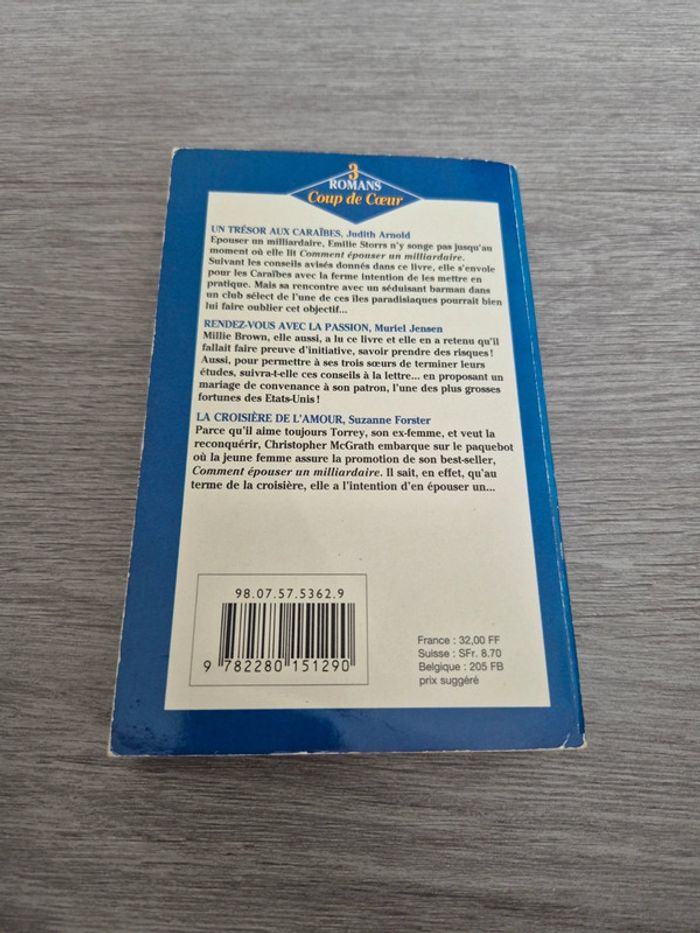 3
ROMANS
Coup de Cœur
UN TRÉSOR AUX CARAÏBES, Judith Arnold
Epouser un milliardaire, Emilie Storrs n'y songe pas jusqu'au
moment où elle lit Comment épouser un milliardaire.
Suivant les conseils avisés donnés dans ce livre, elle s'envole
pour les Caraïbes avec la ferme intention de les mettre en
pratique. Mais sa rencontre avec un séduisant barman dans
un club sélect de l'une de ces îles paradisiaques pourrait bien
lui faire oublier cet objectif...
RENDEZ-VOUS AVEC LA PASSION, Muriel Jensen
Millie Brown, elle aussi, a lu ce livre et elle en a retenu qu'il
fallait faire preuve d'initiative, savoir prendre des risques !
Aussi, pour permettre à ses trois sœurs de terminer leurs
études, suivra-t-elle ces conseils à la lettre... en proposant un
mariage de convenance à son patron, l'une des plus grosses
fortunes des Etats-Unis !
LA CROISIÈRE DE L'AMOUR, Suzanne Forster
Parce qu'il aime toujours Torrey, son ex-femme, et veut la
reconquérir, Christopher McGrath embarque sur le paquebot
où la jeune femme assure la promotion de son best-seller,
Comment épouser un milliardaire. Il sait, en effet, qu'au
terme de la croisière, elle a l'intention d'en épouser un...
98.07.57.5362.9
9 782280 151290
France : 32,00 FF
Suisse : SFr. 8.70
Belgique : 205 FB
prix suggéré